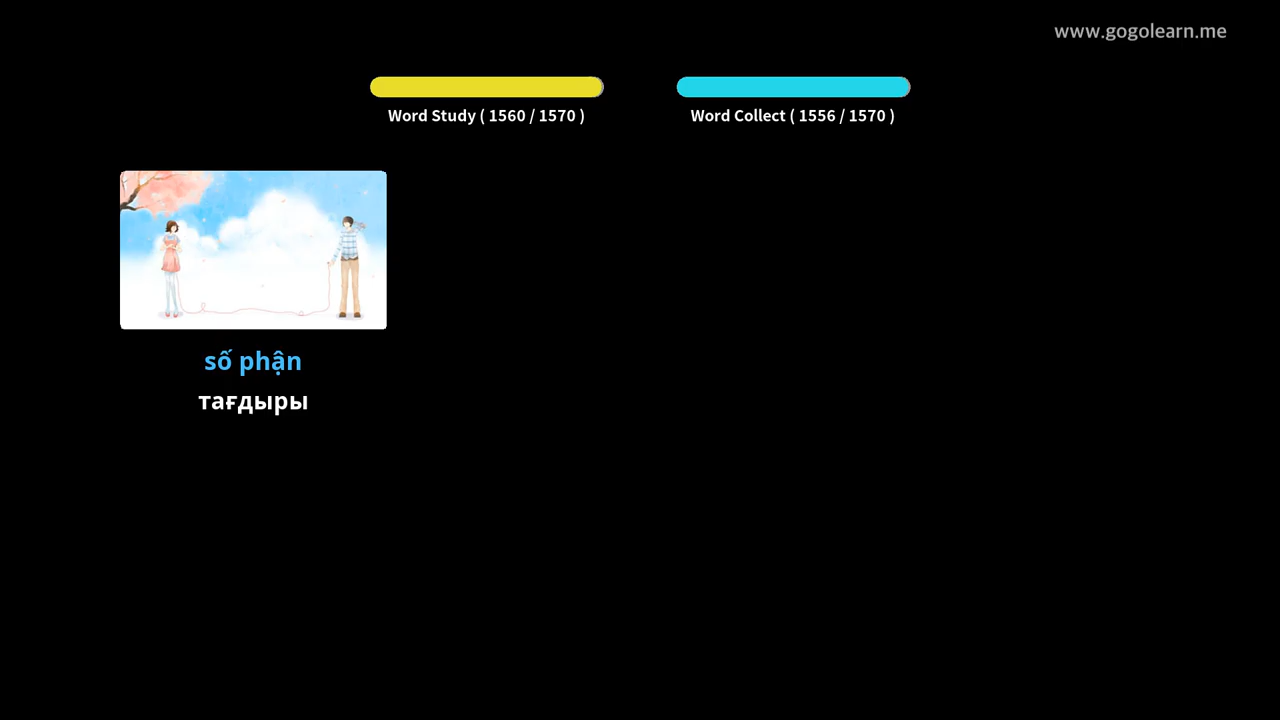 www.gogolearn.me
Word Study ( 1560 / 1570 )
Word Collect ( 1556 / 1570 )
số phận
тағдыры